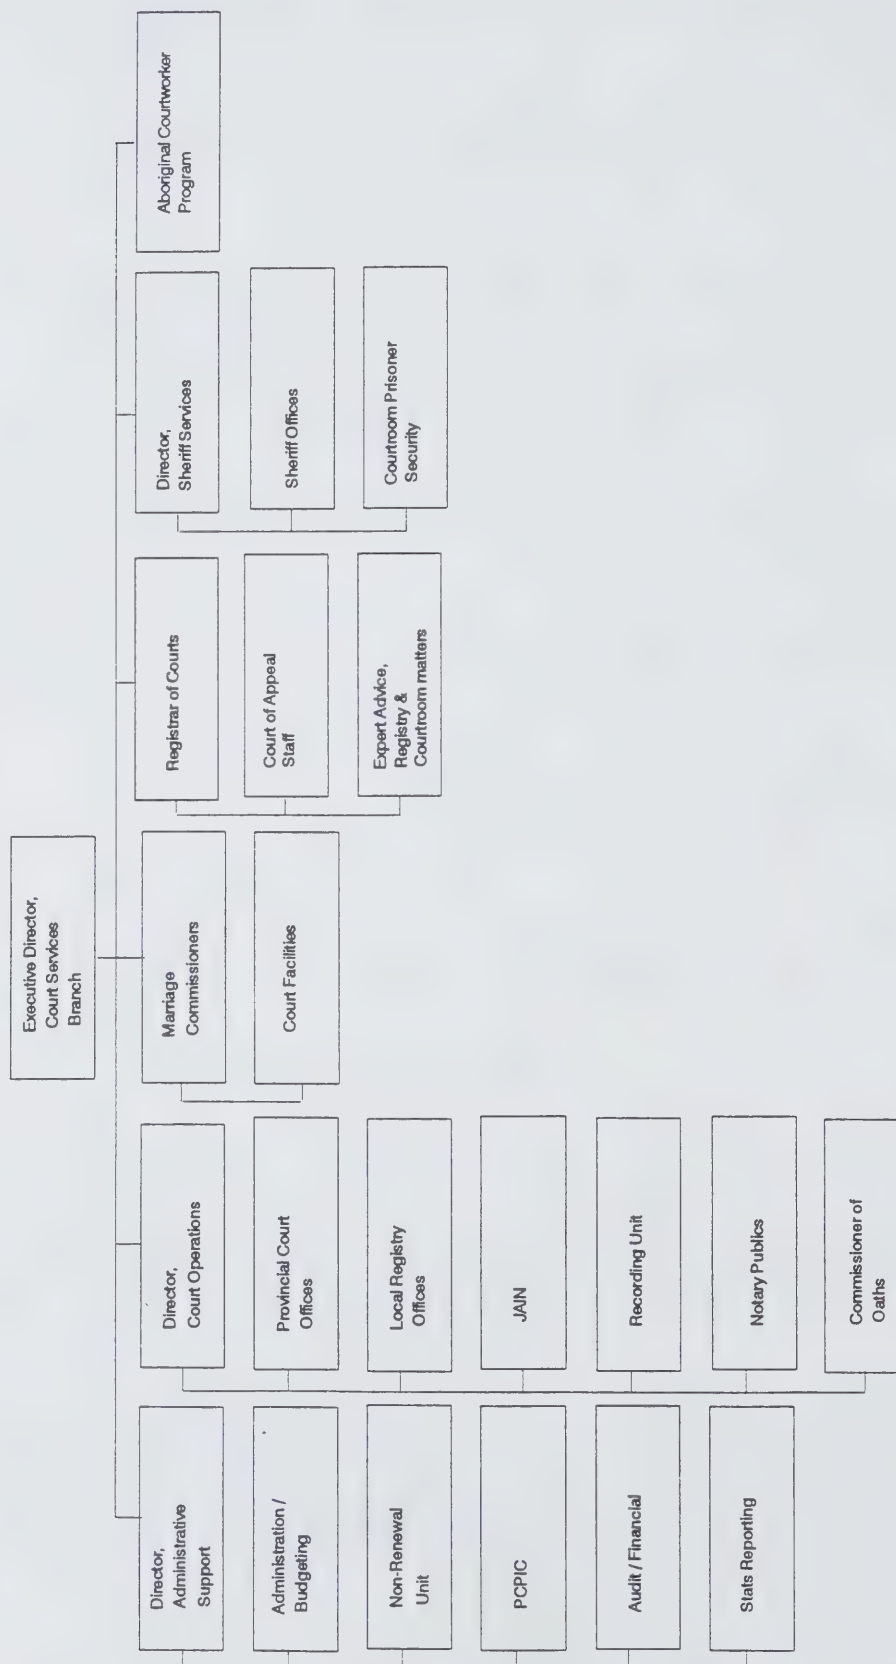 Executive Director,
Court Services
Branch
Director,
Administrative
Support
Administration /
Budgeting
Non-Renewal
Unit
PCPIC
Audit / Financial
Stats Reporting
Director,
Court Operations
Provincial Court
Offices
Local Registry
Offices
JAIN
Recording Unit
Notary Publics
Commissioner of
Oaths
Marriage
Commissioners
Court Facilities
Registrar of Courts
Court of Appeal
Staff
Expert Advice,
Registry &
Courtroom matters
Director,
Sheriff Services
Sheriff Offices
Courtroom Prisoner
Security
Aboriginal Courtworker
Program